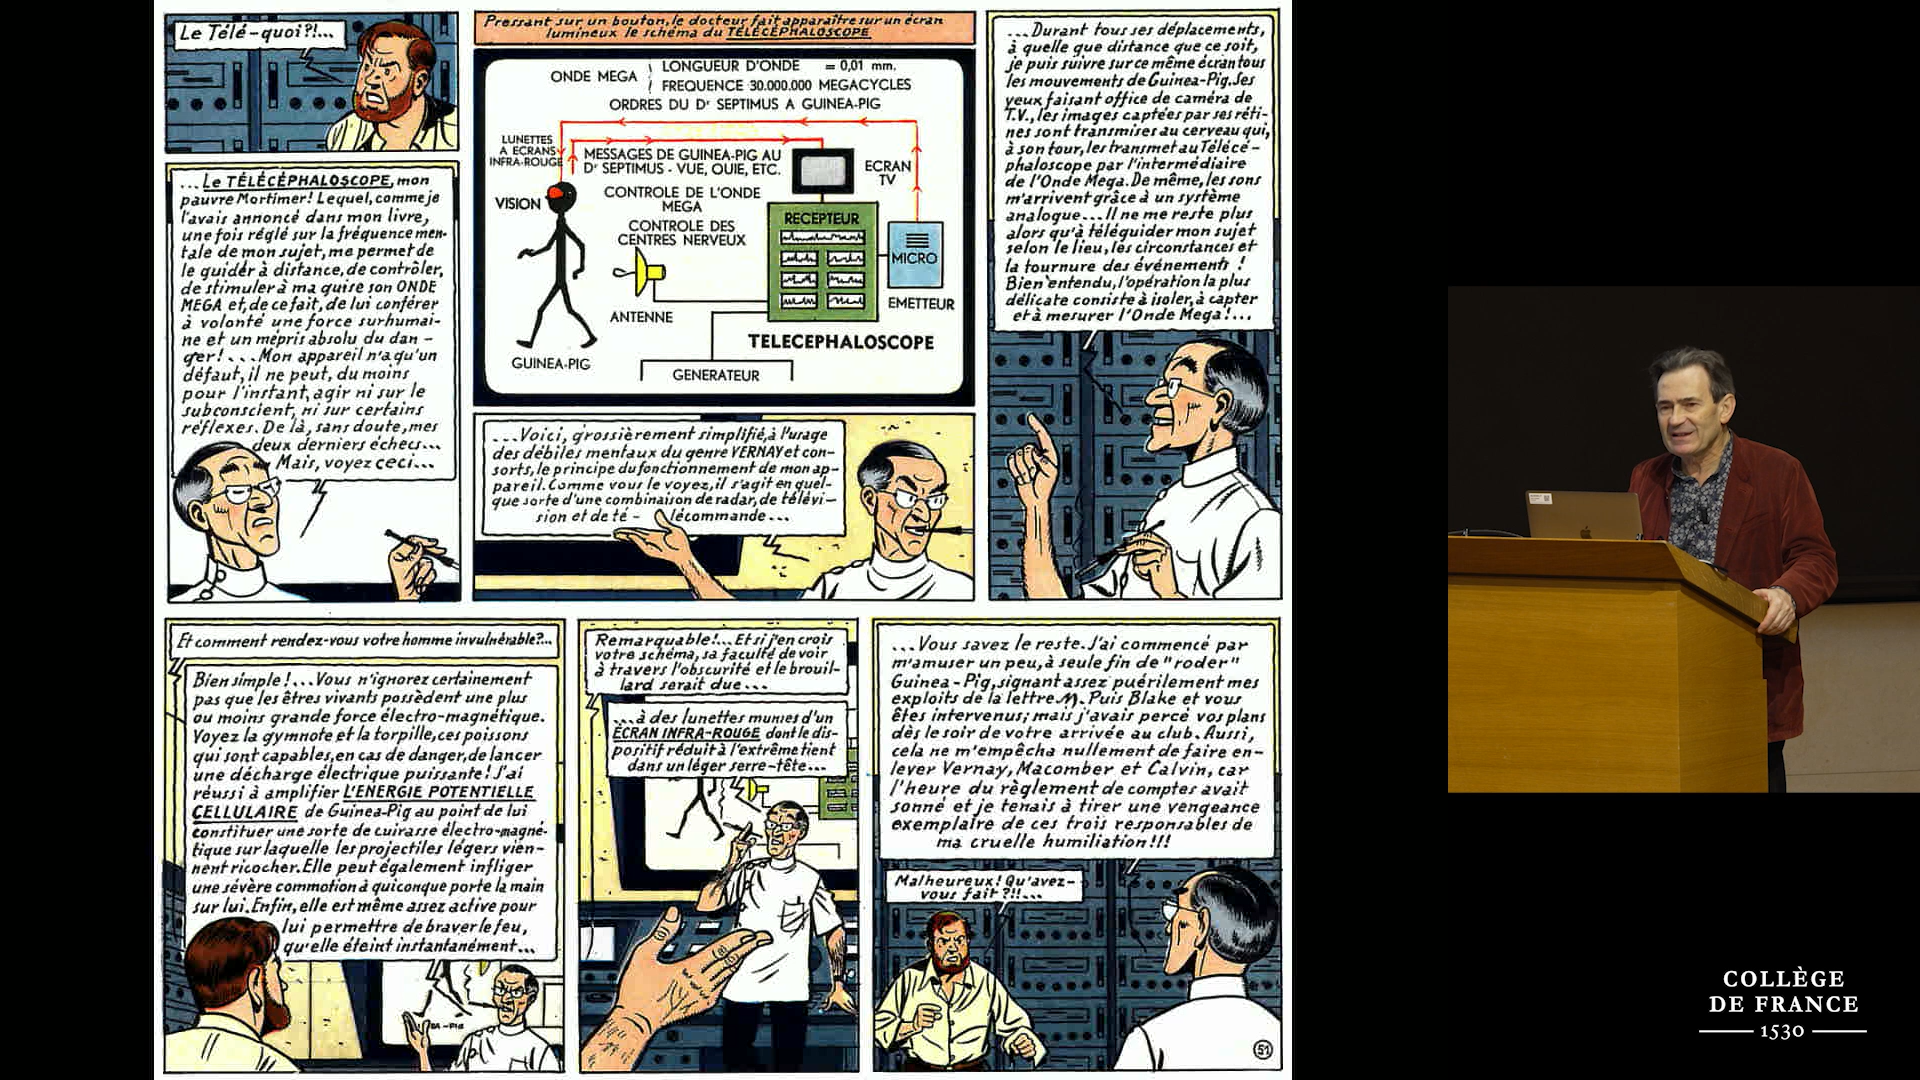 Le Télé-quoi?!...
...Le TÉLÉCÉPHALOSCOPE, mon
pauvre Mortimer! Lequel, comme je
l'avais annoncé dans mon livre,
une fois réglé sur la fréquence men-
tale de mon sujet, me permet de
le guider à distance, de contrôler,
de stimuler à ma guise son ONDE
MEGA et, de ce fait, de lui conférer
à volonté une force surhumai-
ne et un mépris absolu du dan-
ger!...Mon appareil n'a qu'un
défaut, il ne peut, du moins
pour l'instant, agir ni sur le
subconscient, ni sur certains
réflexes. De là, sans doute, mes
deux derniers échecs...
Mais, voyez ceci...
Pressant sur un bouton, le docteur fait apparaître sur un écran
lumineux le schéma du TÉLÉCÉPHALOSCOPE
ONDE MEGA
LONGUEUR D'ONDE = 0,01 mm.
FREQUENCE 30.000.000 MEGACYCLES
ORDRES DU Dr SEPTIMUS A GUINEA-PIG
LUNETTES
A ECRANS
INFRA-ROUGE
MESSAGES DE GUINEA-PIG AU
Dr SEPTIMUS - VUE, OUIE, ETC.
ECRAN
TV
VISION
CONTROLE DE L'ONDE
MEGA
CONTROLE DES
CENTRES NERVEUX
RECEPTEUR
MICRO
EMETTEUR
ANTENNE
TELECEPHALOSCOPE
GUINEA-PIG
GENERATEUR
...Voici, grossièrement simplifié, à l'usage
des débiles mentaux du genre VERNAY et con-
sorts, le principe du fonctionnement de mon ap-
pareil. Comme vous le voyez, il s'agit en quel-
que sorte d'une combinaison de radar, de télévi-
sion et de té-lécommande...
...Durant tous ses déplacements,
à quelle que distance que ce soit,
je puis suivre sur ce même écran tous
les mouvements de Guinea-Pig. Ses
yeux faisant office de caméra de
T.V., les images captées par ses réti-
nes sont transmises au cerveau qui,
à son tour, les transmet au Télécé-
phaloscope par l'intermédiaire
de l'Onde Mega. De même, les sons
m'arrivent grâce à un système
analogue...Il ne me reste plus
alors qu'à téléguider mon sujet
selon le lieu, les circonstances et
la tournure des événements !
Bien entendu, l'opération la plus
délicate consiste à isoler, à capter
et à mesurer l'Onde Mega!...
Et comment rendez-vous votre homme invulnérable?...
Bien simple!...Vous n'ignorez certainement
pas que les êtres vivants possèdent une plus
ou moins grande force électro-magnétique.
Voyez la gymnote et la torpille, ces poissons
qui sont capables, en cas de danger, de lancer
une décharge électrique puissante! J'ai
réussi à amplifier L'ENERGIE POTENTIELLE
CELLULAIRE de Guinea-Pig au point de lui
constituer une sorte de cuirasse électro-magné-
tique sur laquelle les projectiles légers vien-
nent ricocher. Elle peut également infliger
une sévère commotion à quiconque porte la main
sur lui. Enfin, elle est même assez active pour
lui permettre de braver le feu,
qu'elle éteint instantanément...
Remarquable!...Et si j'en crois
votre schéma, sa faculté de voir
à travers l'obscurité et le brouil-
lard serait due...
...à des lunettes munies d'un
ÉCRAN INFRA-ROUGE dont le dis-
positif réduit à l'extrême tient
dans un léger serre-tête...
...Vous savez le reste. J'ai commencé par
m'amuser un peu, à seule fin de "roder"
Guinea-Pig, signant assez puérilement mes
exploits de la lettre M. Puis Blake et vous
êtes intervenus; mais j'avais percé vos plans
dès le soir de votre arrivée au club. Aussi,
cela ne m'empêcha nullement de faire en-
lever Vernay, Macomber et Calvin, car
l'heure du règlement de comptes avait
sonné et je tenais à tirer une vengeance
exemplaire de ces trois responsables de
ma cruelle humiliation!!!
Malheureux! Qu'avez-
vous fait?!!...
51
COLLÈGE
DE FRANCE
1530